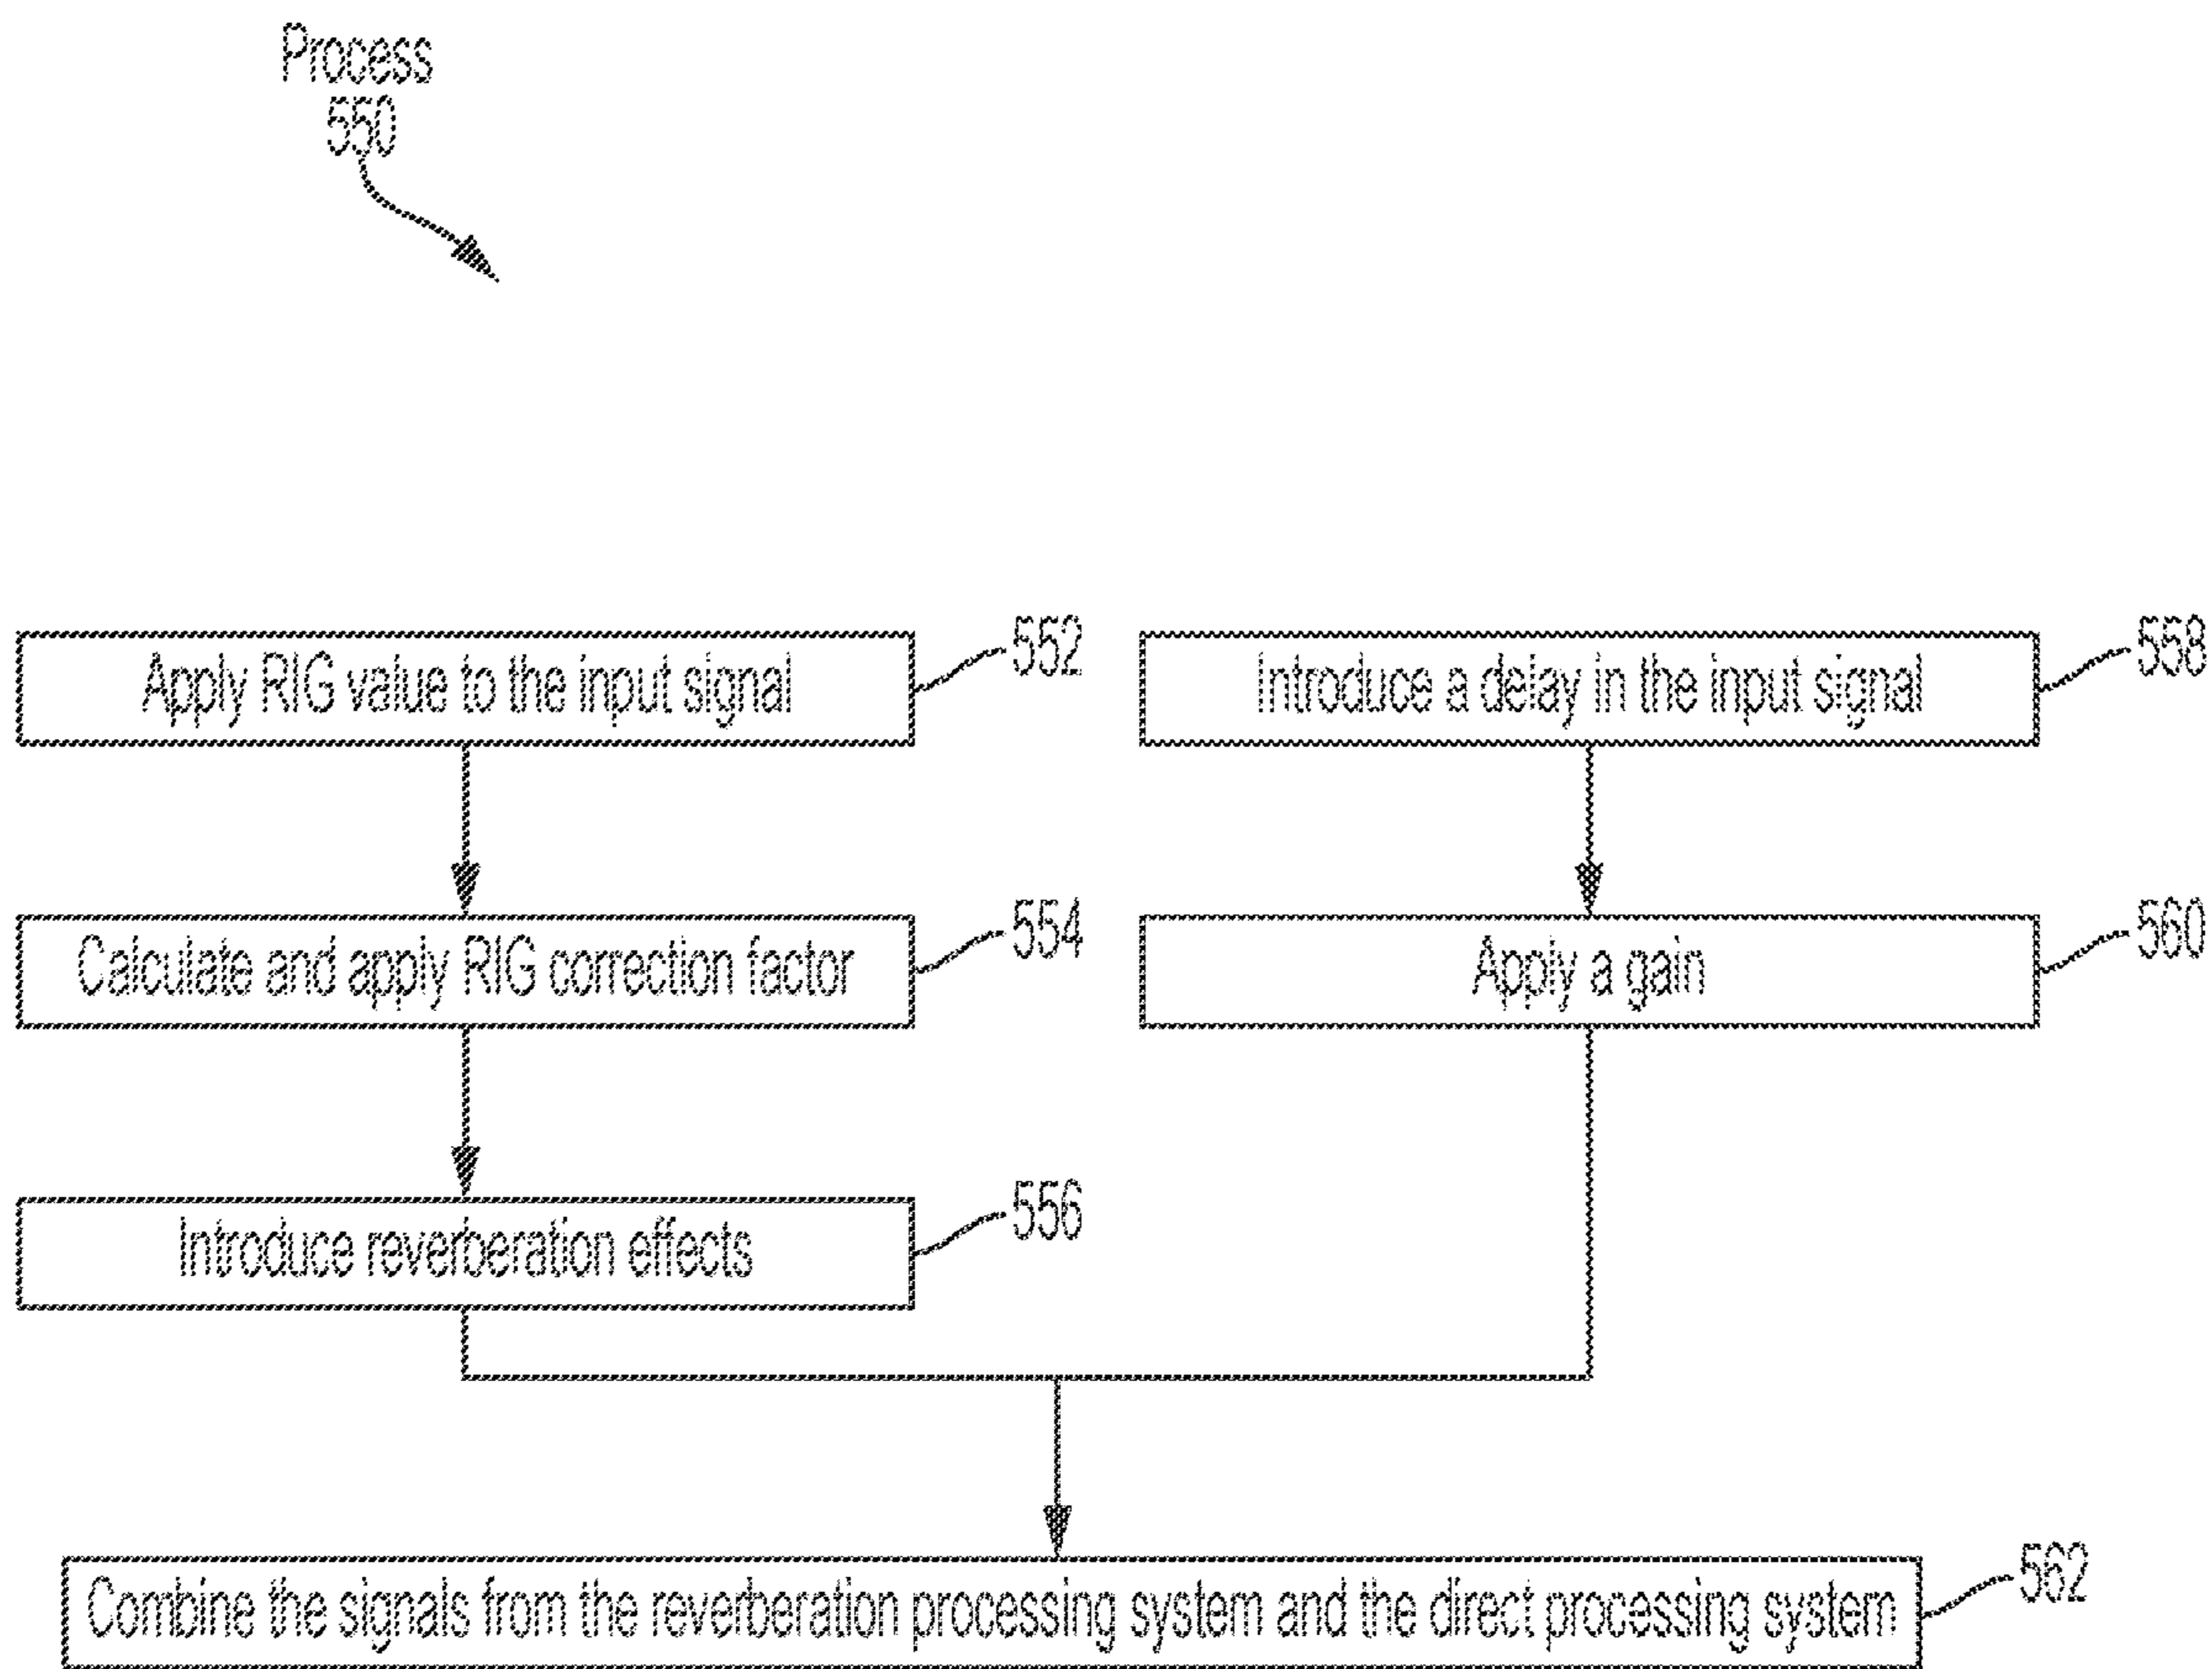 Process
550
Apply RIG value to the input signal
552
Introduce a delay in the input signal
558
Calculate and apply RIG correction factor
554
Apply a gain
560
Introduce reverberation effects
556
Combine the signals from the reverberation processing system and the direct processing system
562